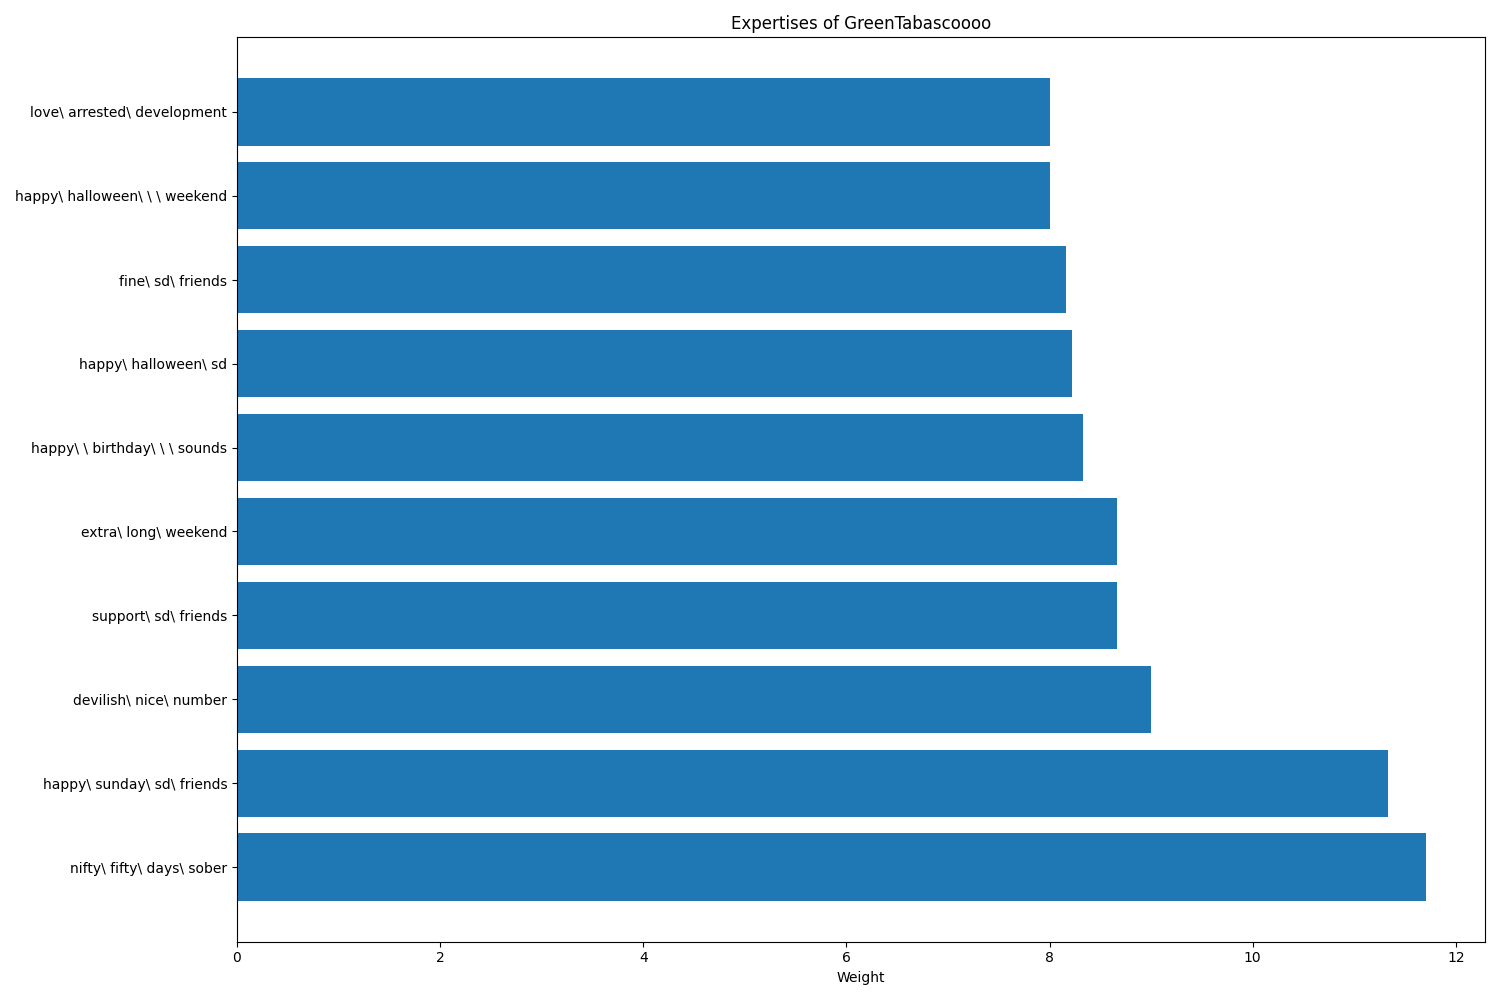 Expertises of GreenTabascoooo
love\ arrested\ development
happy\ halloween\ \ \ weekend
fine\ sd\ friends
happy\ halloween\ sd
happy\ \ birthday\ \ \ sounds
extra\ long\ weekend
support\ sd\ friends
devilish\ nice\ number
happy\ sunday\ sd\ friends
nifty\ fifty\ days\ sober
0 2 4 6 8 10 12
Weight